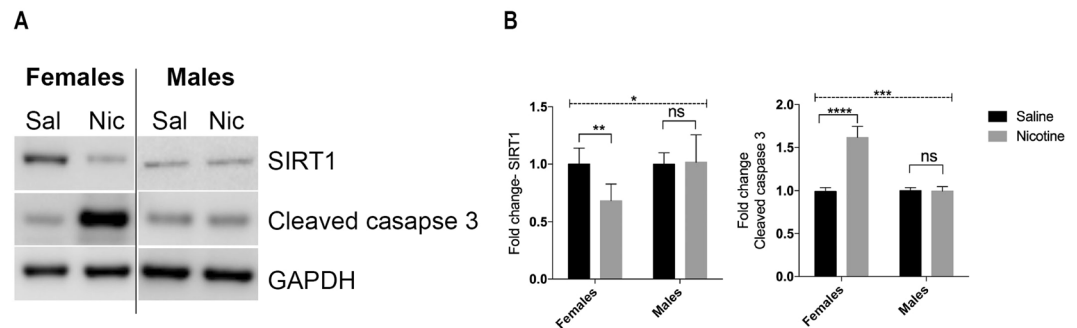 A
Females Males
Sal Nic Sal Nic
SIRT1
Cleaved casapse 3
GAPDH
B
Fold change- SIRT1
1.5
1.0
0.5
0.0
*
**
ns
Females Males
Fold change
Cleaved caspase 3
2.0
1.5
1.0
0.5
0.0
***
****
ns
Females Males
Saline
Nicotine